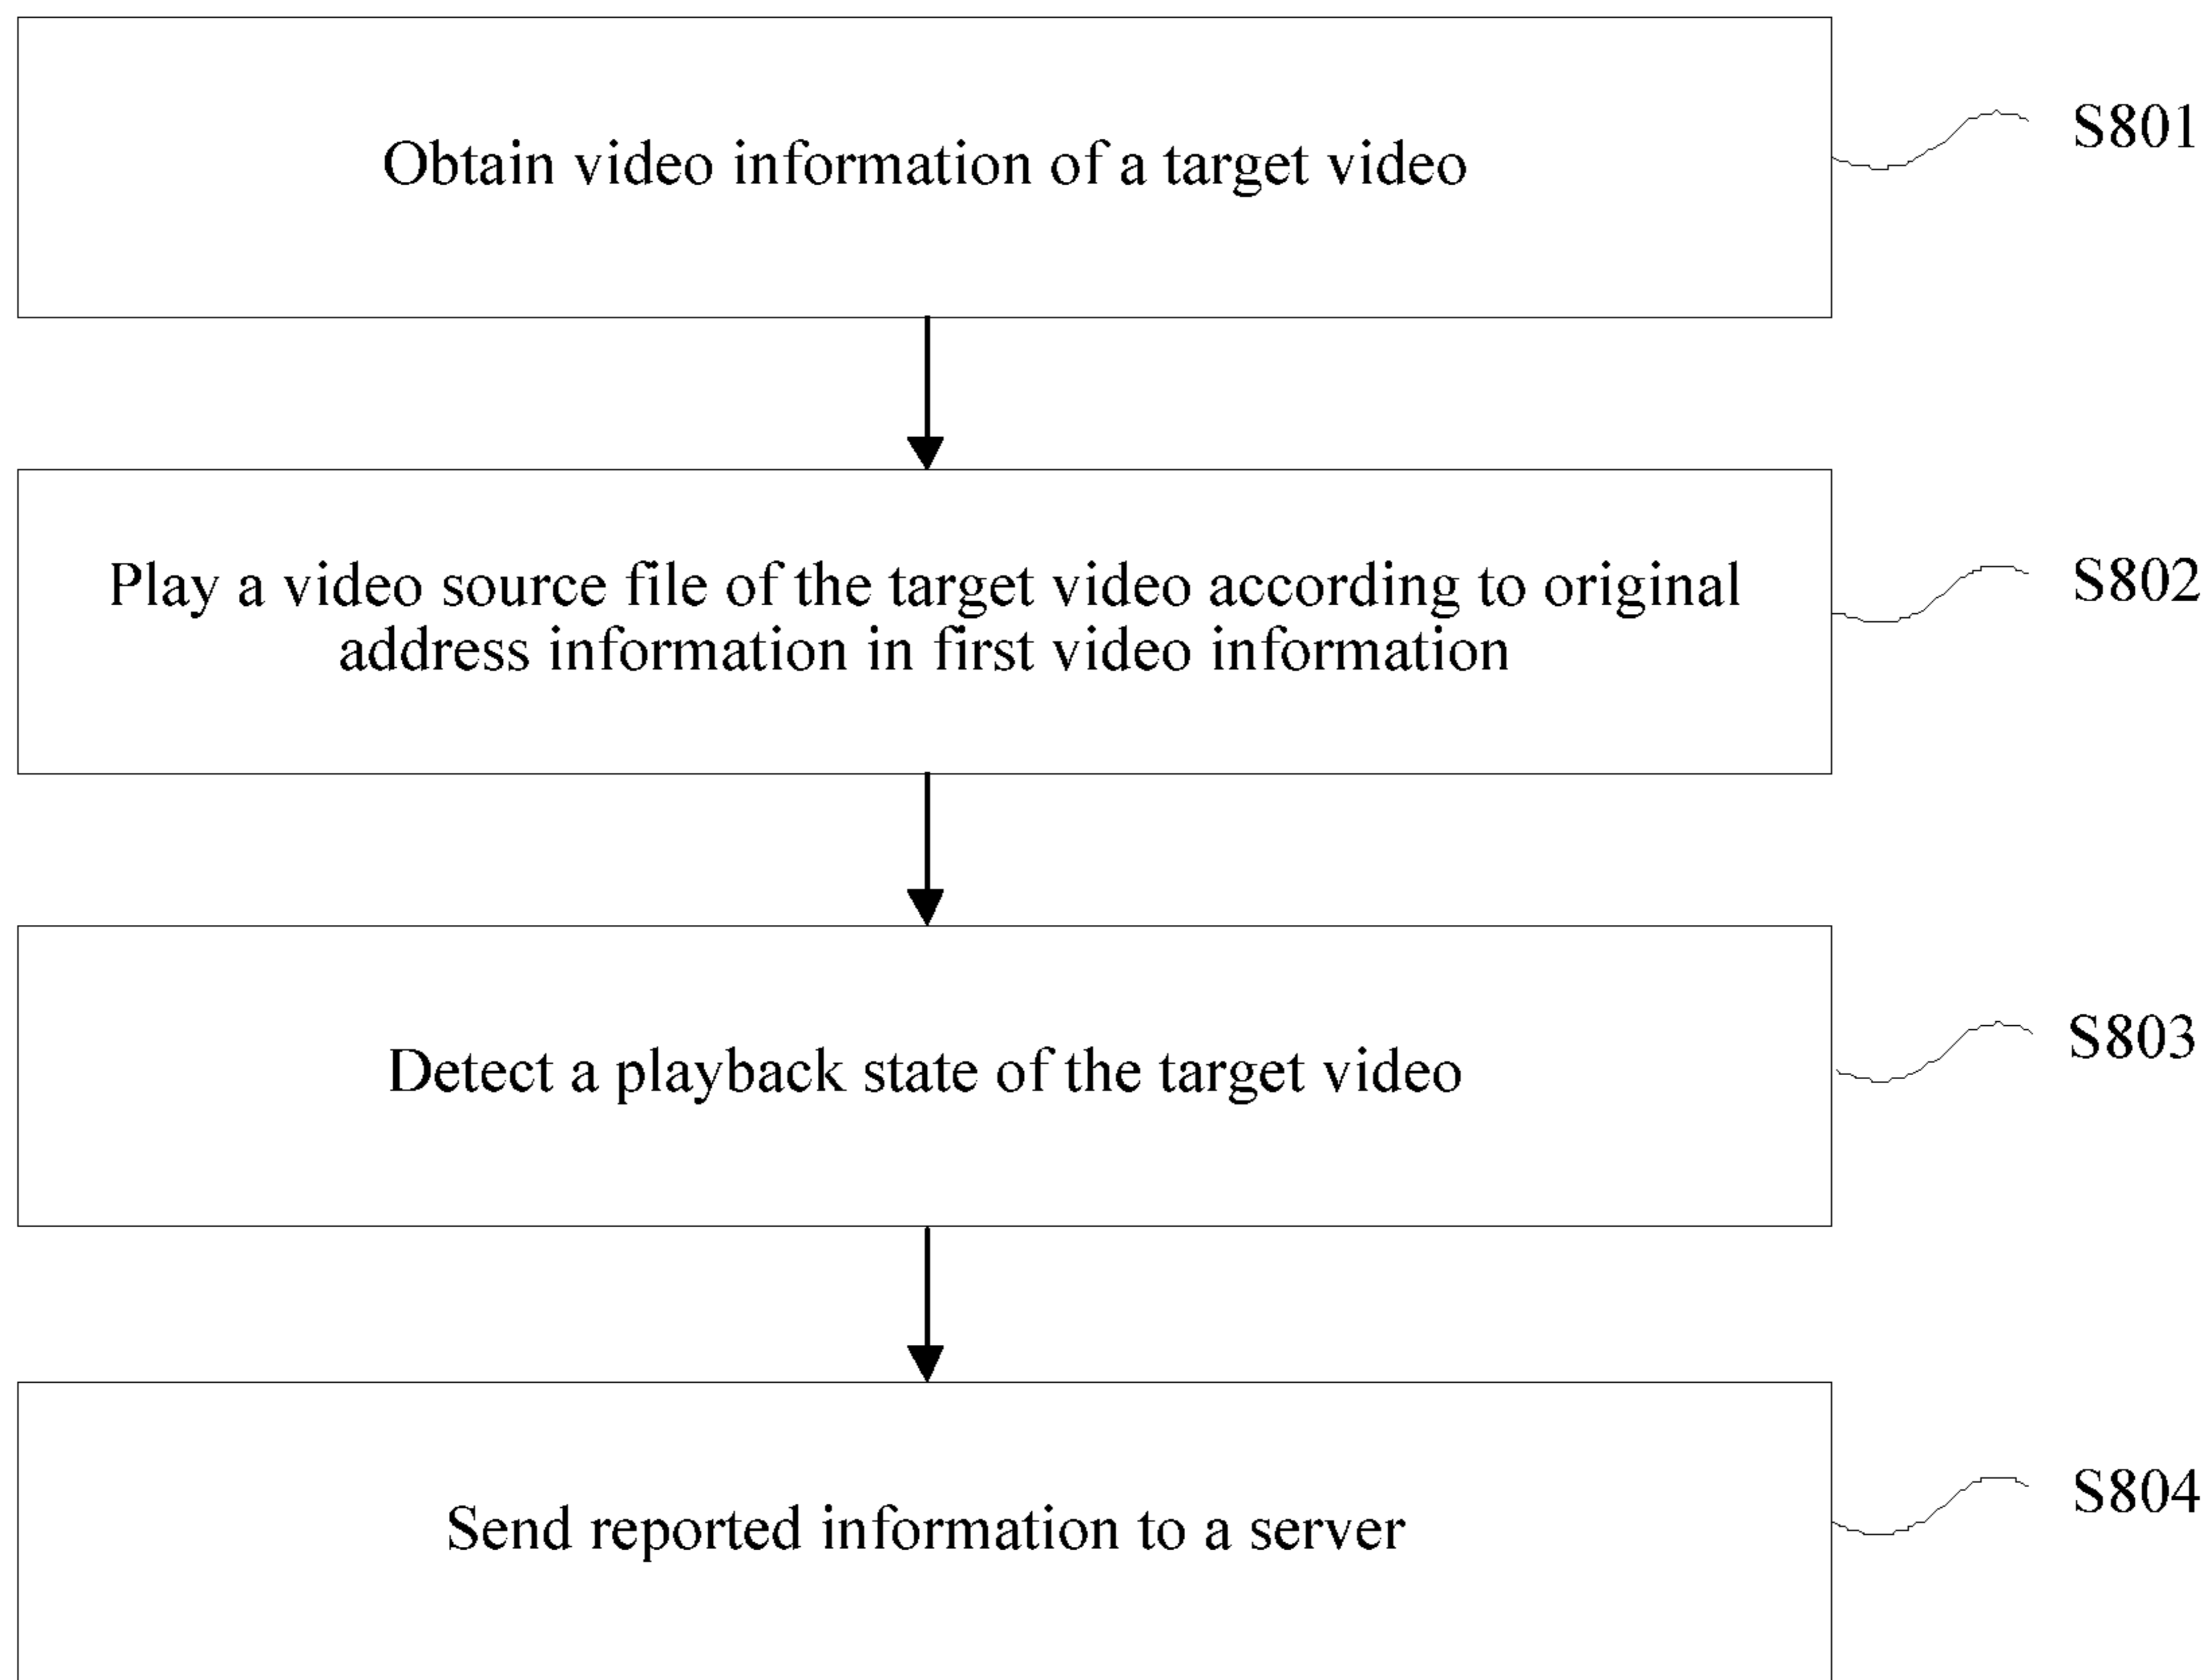 Obtain video information of a target video
S801
Play a video source file of the target video according to original
address information in first video information
S802
Detect a playback state of the target video
S803
Send reported information to a server
S804